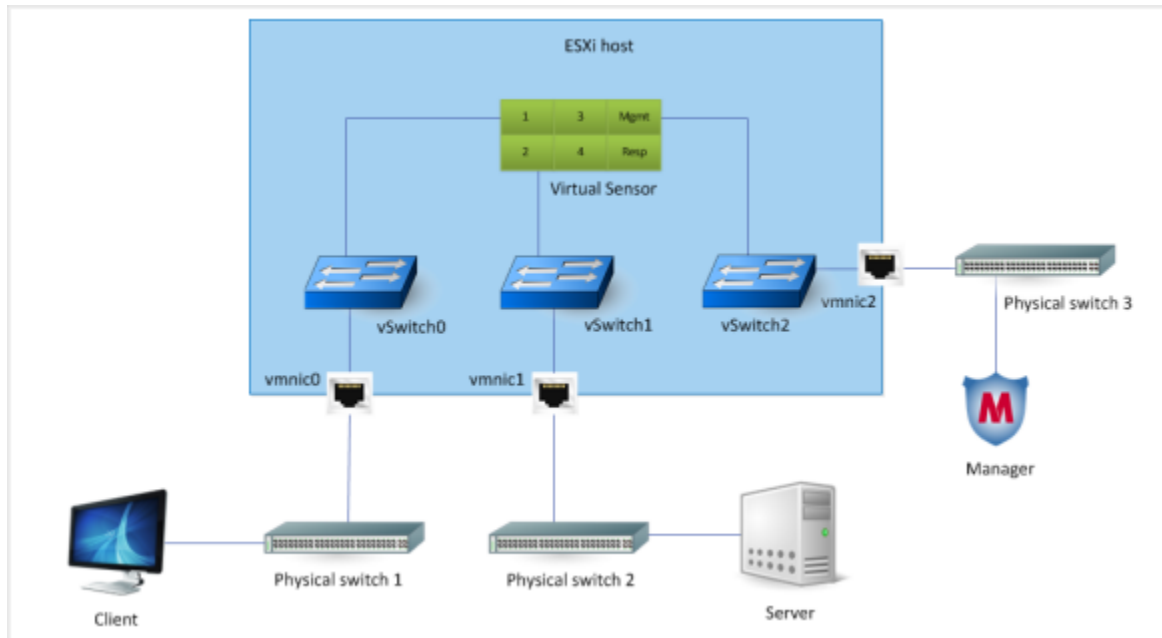 ESXi host
1 3 Mgmt
2 4 Resp
Virtual Sensor
vSwitch0
vSwitch1
vSwitch2
vmnic2
Physical switch 3
vmnic0
vmnic1
M
Manager
Physical switch 1
Physical switch 2
Client
Server